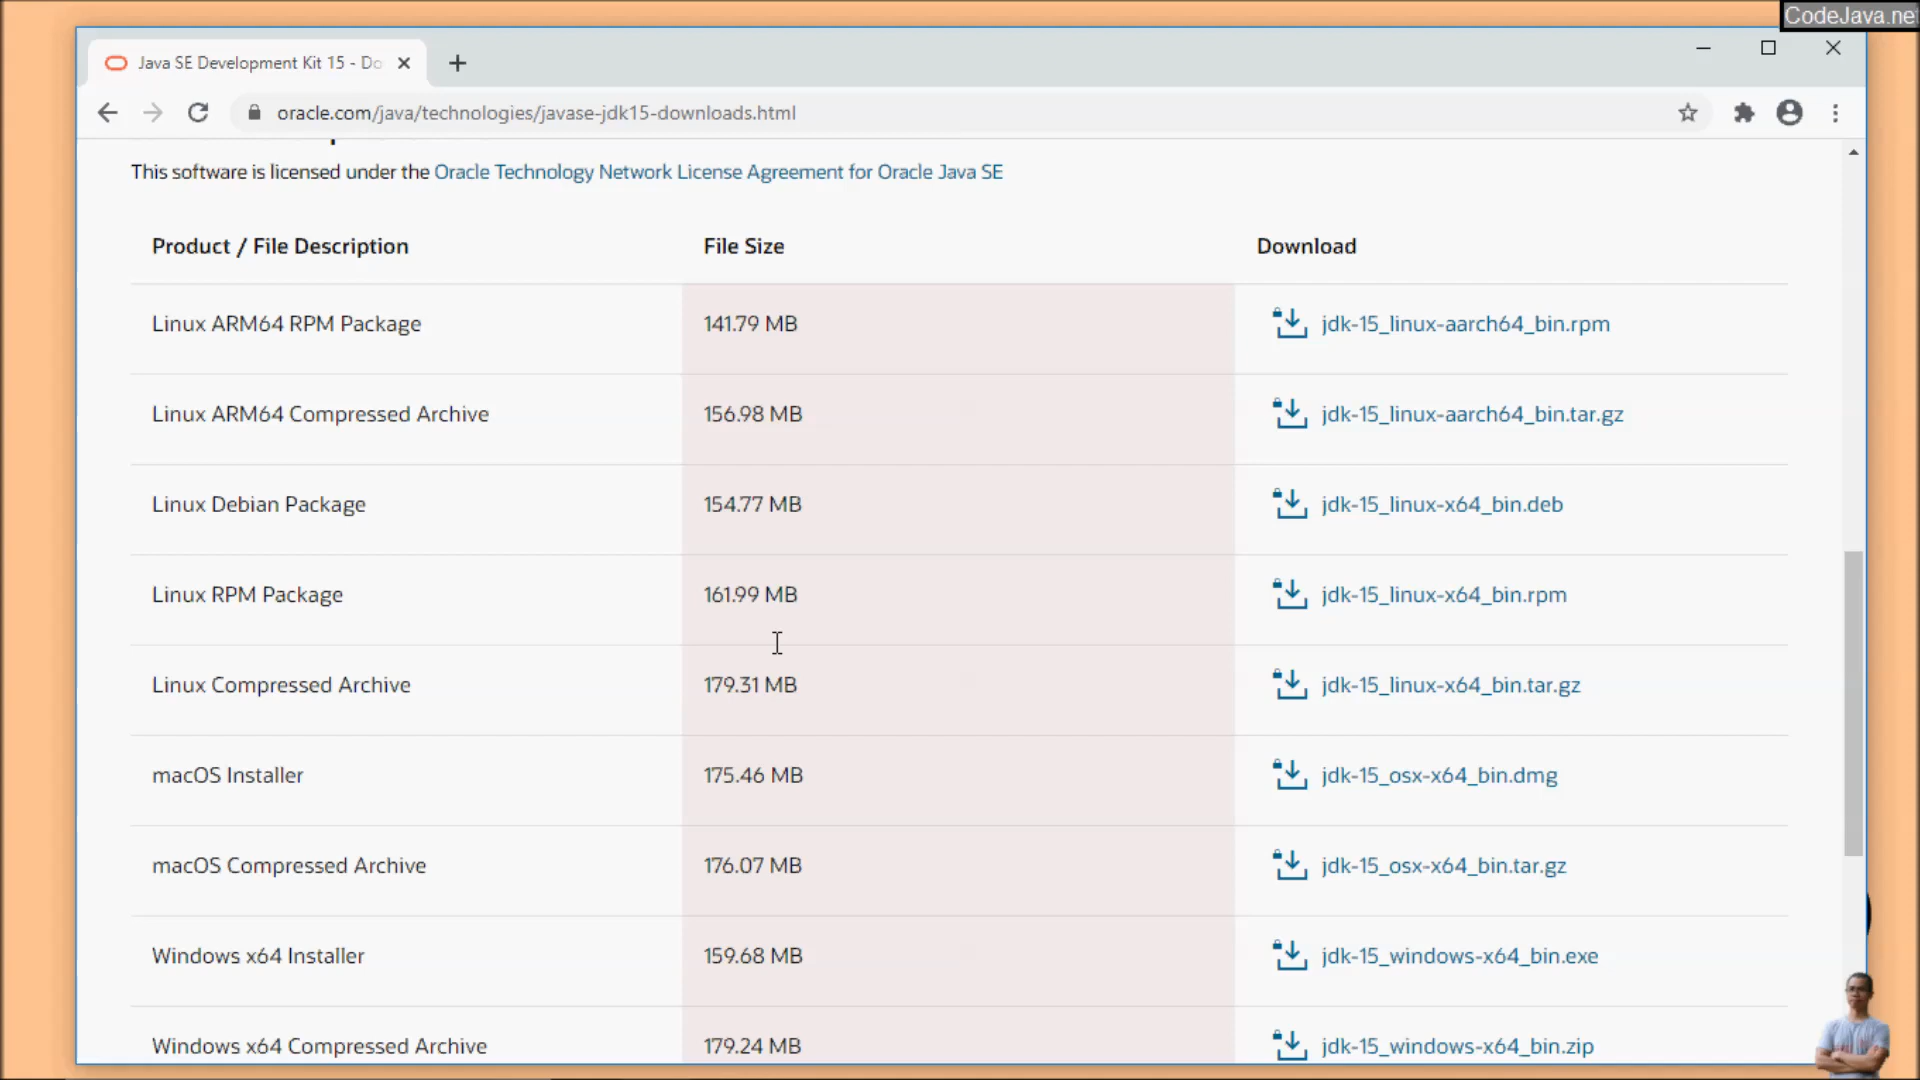 CodeJava.ne
Java SE Development Kit 15 - Do
oracle.com/java/technologies/javase-jdk15-downloads.html
This software is licensed under the Oracle Technology Network License Agreement for Oracle Java SE
Product / File Description File Size Download
Linux ARM64 RPM Package 141.79 MB jdk-15_linux-aarch64_bin.rpm
Linux ARM64 Compressed Archive 156.98 MB jdk-15_linux-aarch64_bin.tar.gz
Linux Debian Package 154.77 MB jdk-15_linux-x64_bin.deb
Linux RPM Package 161.99 MB jdk-15_linux-x64_bin.rpm
Linux Compressed Archive 179.31 MB jdk-15_linux-x64_bin.tar.gz
macOS Installer 175.46 MB jdk-15_osx-x64_bin.dmg
macOS Compressed Archive 176.07 MB jdk-15_osx-x64_bin.tar.gz
Windows x64 Installer 159.68 MB jdk-15_windows-x64_bin.exe
Windows x64 Compressed Archive 179.24 MB jdk-15_windows-x64_bin.zip